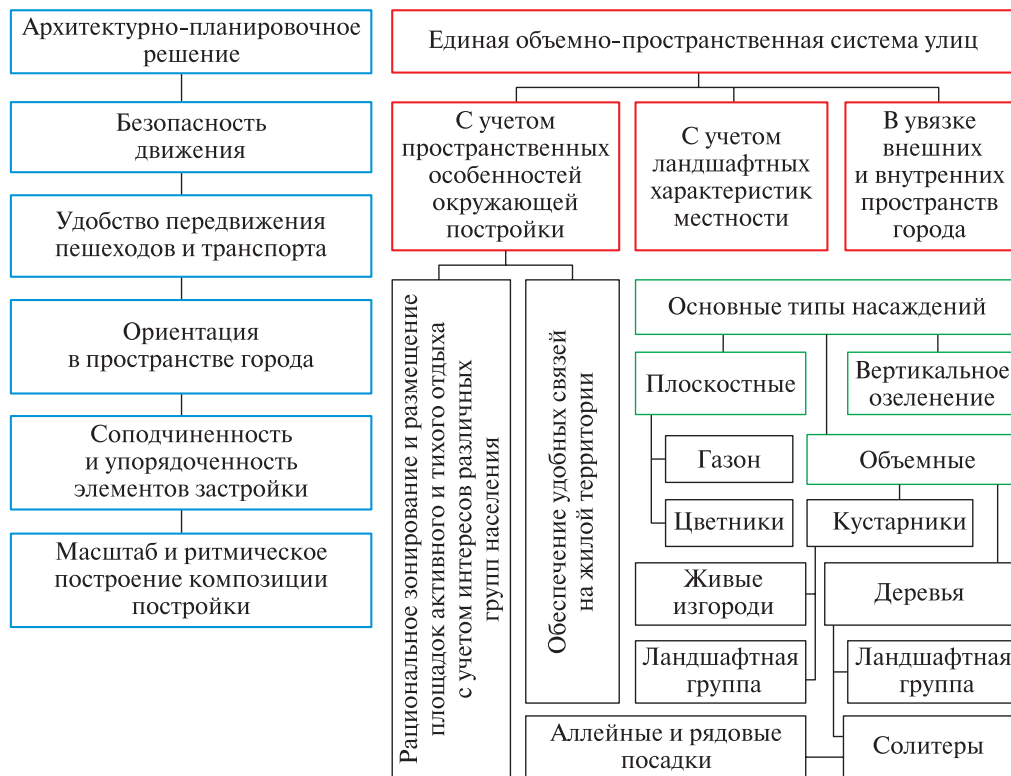 Архитектурно-планировочное
решение
Безопасность
движения
Удобство передвижения
пешеходов и транспорта
Ориентация
в пространстве города
Соподчиненность
и упорядоченность
элементов застройки
Масштаб и ритмическое
построение композиции
постройки
Единая объемно-пространственная система улиц
С учетом
пространственных
особенностей
окружающей
постройки
С учетом
ландшафтных
характеристик
местности
В увязке
внешних
и внутренних
пространств
города
Рациональное зонирование и размещение
площадок активного и тихого отдыха
с учетом интересов различных
групп населения
Обеспечение удобных связей
на жилой территории
Основные типы насаждений
Плоскостные
Вертикальное
озеленение
Газон
Объемные
Цветники
Кустарники
Живые
изгороди
Деревья
Ландшафтная
группа
Ландшафтная
группа
Аллейные и рядовые
посадки
Солитеры